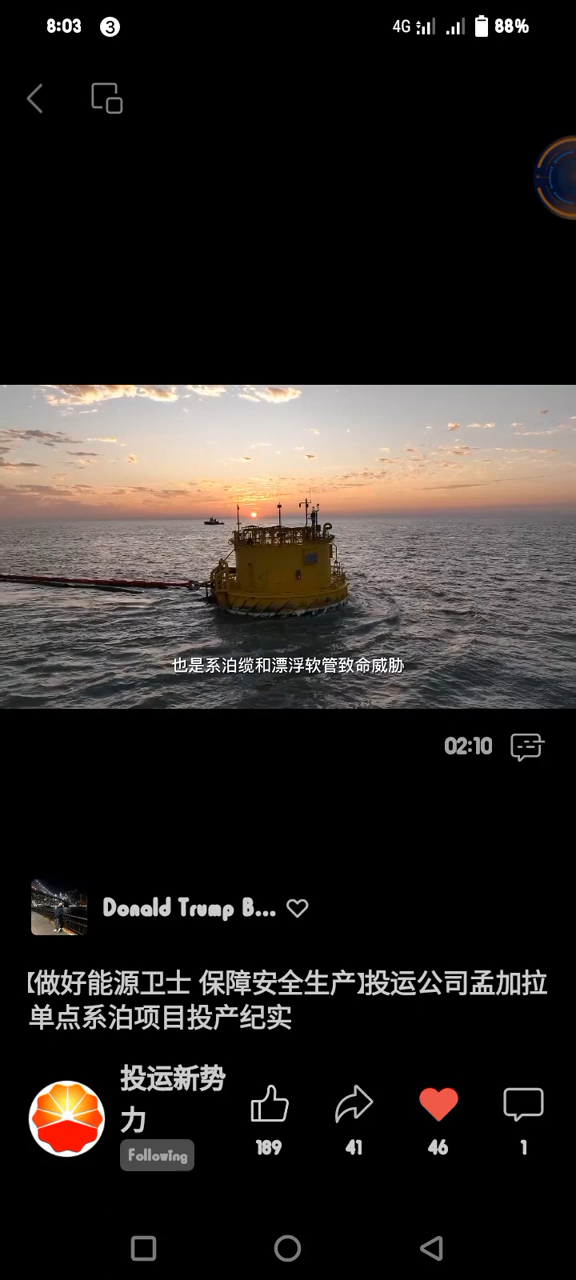 8:03 3 4G 88%
也是系泊缆和漂浮软管致命威胁
02:10
Donald Trump B...
【做好能源卫士 保障安全生产】投运公司孟加拉
单点系泊项目投产纪实
投运新势
力
Following
189 41 46 1